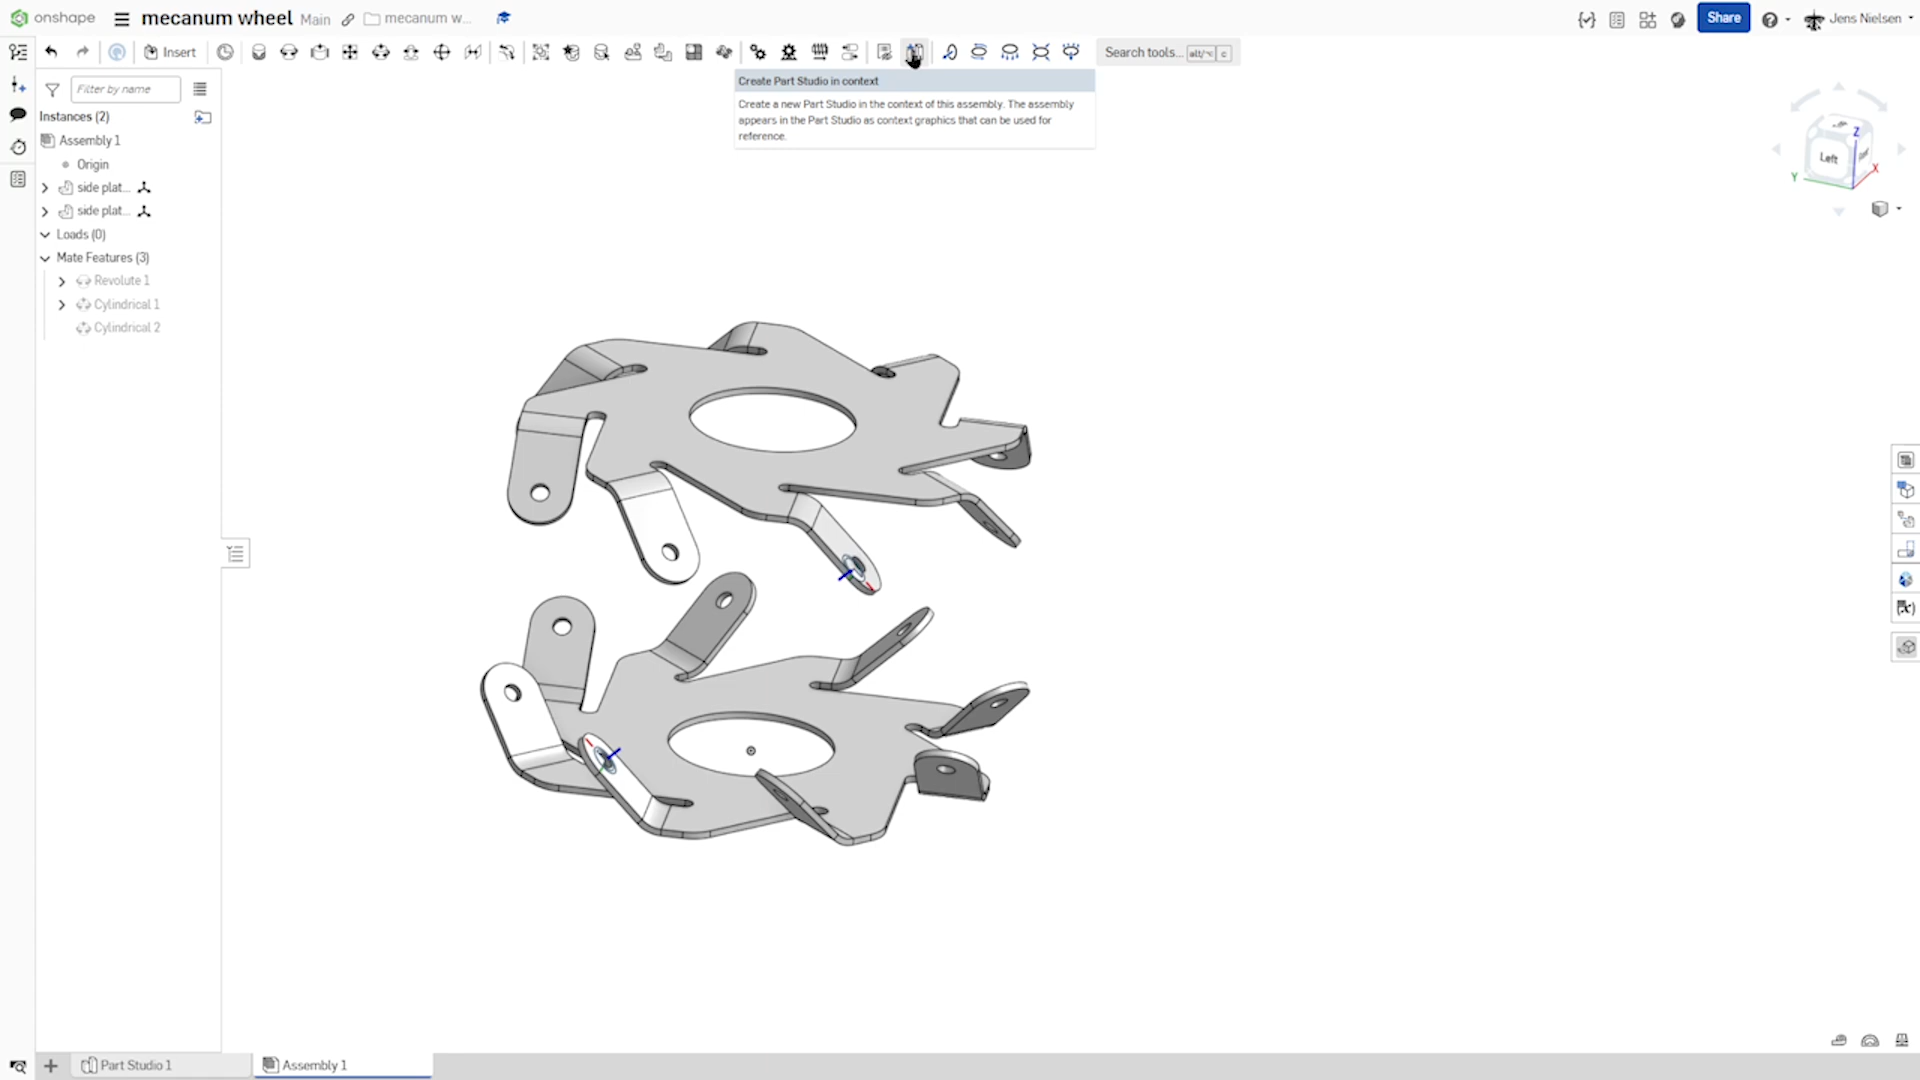 onshape
mecanum wheel Main mecanum w...
Share
Jens Nielsen
Insert
Search tools... alt/⌥ c
Create Part Studio in context
Create a new Part Studio in the context of this assembly. The assembly
appears in the Part Studio as context graphics that can be used for
reference.
Filter by name
Instances (2)
Assembly 1
Origin
side plat...
side plat...
Loads (0)
Mate Features (3)
Revolute 1
Cylindrical 1
Cylindrical 2
Z
Left
X
Y
Part Studio 1
Assembly 1